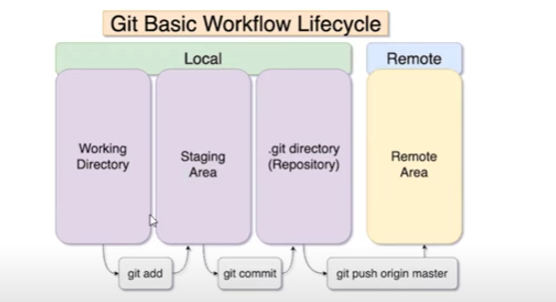 Git Basic Workflow Lifecycle
Local
Remote
Working
Directory
Staging
Area
.git directory
(Repository)
Remote
Area
git add
git commit
git push origin master